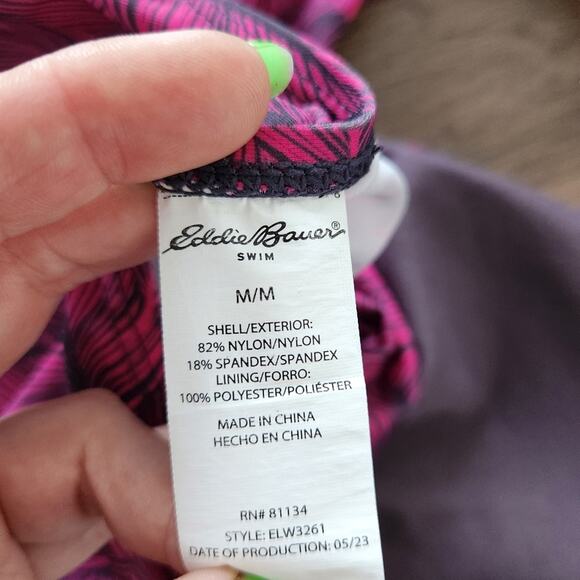 Eddie Bauer®
SWIM
M/M
SHELL/EXTERIOR:
82% NYLON/NYLON
18% SPANDEX/SPANDEX
LINING/FORRO:
100% POLYESTER/POLIÉSTER
MADE IN CHINA
HECHO EN CHINA
RN# 81134
STYLE: ELW3261
DATE OF PRODUCTION: 05/23